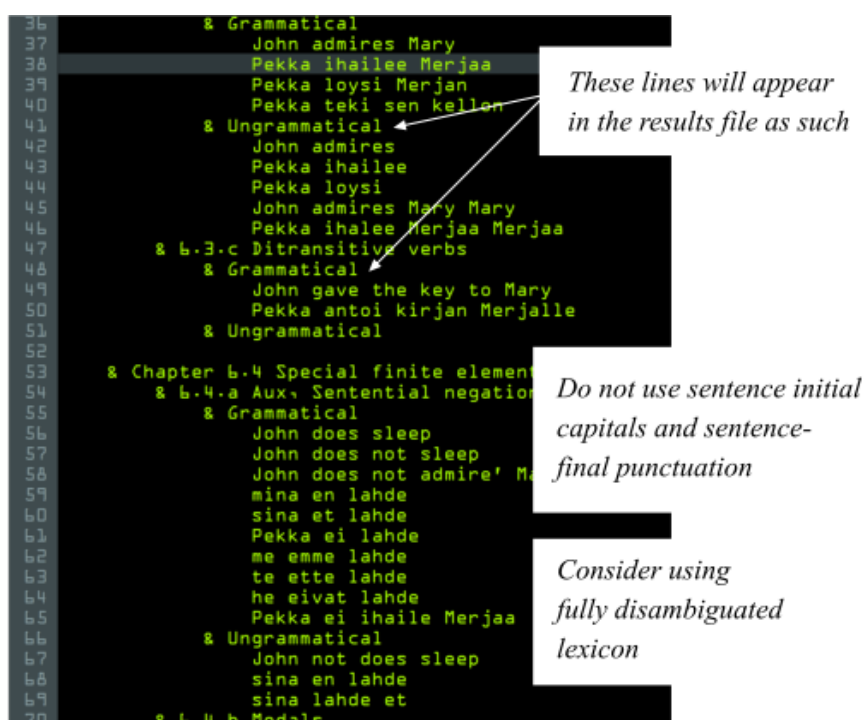 36 & Grammatical
37 John admires Mary
38 Pekka ihailee Merjaa
39 Pekka loysi Merjan
40 Pekka teki sen kellon
41 & Ungrammatical
42 John admires
43 Pekka ihailee
44 Pekka loysi
45 John admires Mary Mary
46 Pekka ihalee Merjaa Merjaa
47 & 6.3.c Ditransitive verbs
48 & Grammatical
49 John gave the key to Mary
50 Pekka antoi kirjan Merjalle
51 & Ungrammatical
52
53 & Chapter 6.4 Special finite element
54 & 6.4.a Aux, Sentential negation
55 & Grammatical
56 John does sleep
57 John does not sleep
58 John does not admire' Ma
59 mina en lahde
60 sina et lahde
61 Pekka ei lahde
62 me emme lahde
63 te ette lahde
64 he eivat lahde
65 Pekka ei ihaile Merjaa
66 & Ungrammatical
67 John not does sleep
68 sina en lahde
69 sina lahde et
70 & 6.4.b Modals
These lines will appear
in the results file as such
Do not use sentence initial
capitals and sentence-
final punctuation
Consider using
fully disambiguated
lexicon